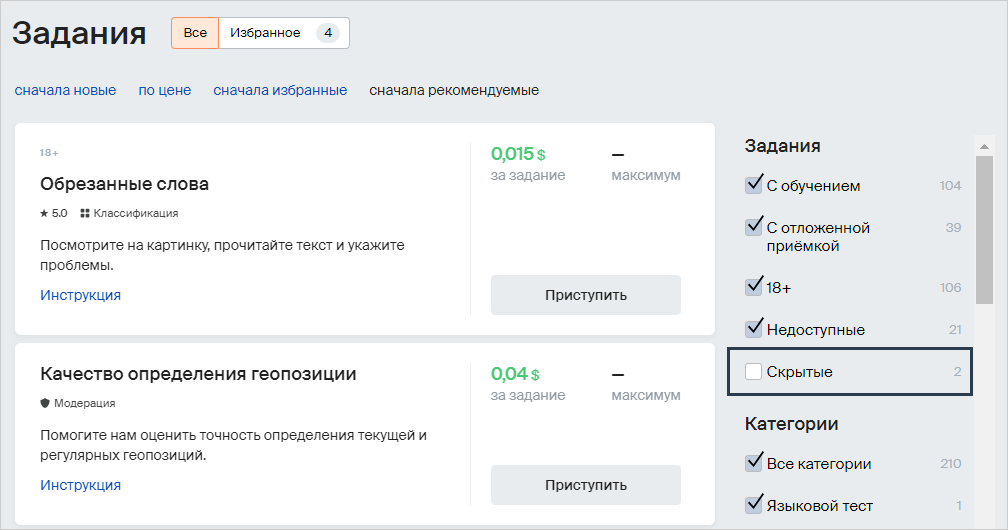 Задания
Все
Избранное 4
сначала новые по цене сначала избранные сначала рекомендуемые
18+
Обрезанные слова
5.0 Классификация
Посмотрите на картинку, прочитайте текст и укажите
проблемы.
Инструкция
0,015 $
за задание
—
максимум
Приступить
Качество определения геопозиции
Модерация
Помогите нам оценить точность определения текущей и
регулярных геопозиций.
Инструкция
0,04 $
за задание
—
максимум
Приступить
Задания
С обучением 104
С отложенной 39
приёмкой
18+ 106
Недоступные 21
Скрытые 2
Категории
Все категории 210
Языковой тест 1